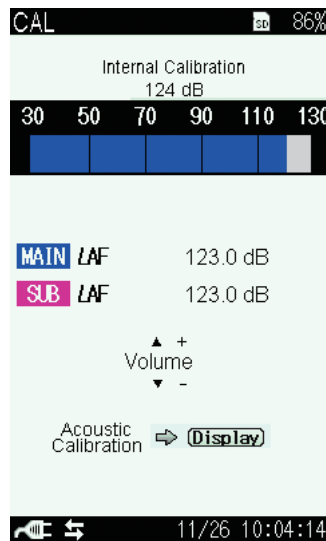 CAL SD 86%
Internal Calibration
124 dB
30 50 70 90 110 130
MAIN LAF 123.0 dB
SUB LAF 123.0 dB
▲ +
Volume
▼ -
Acoustic
Calibration ⇨ (Display)
11/26 10:04:14